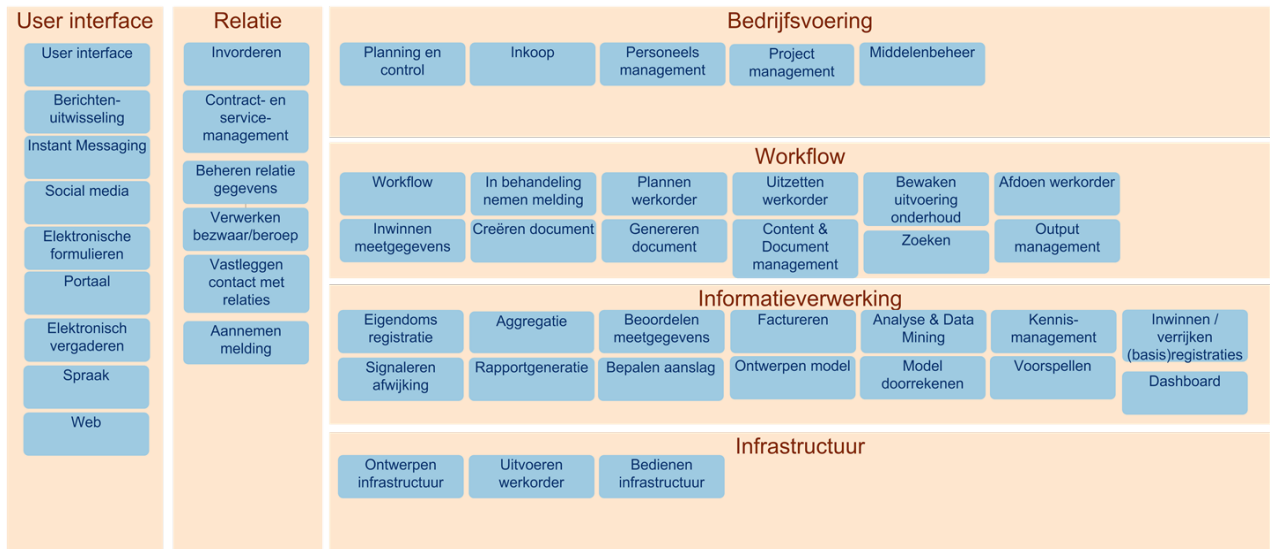 User interface
User interface
Berichten-
uitwisseling
Instant Messaging
Social media
Elektronische
formulieren
Portaal
Elektronisch
vergaderen
Spraak
Web
Relatie
Invorderen
Contract- en
service-
management
Beheren relatie
gegevens
Verwerken
bezwaar/beroep
Vastleggen
contact met
relaties
Aannemen
melding
Bedrijfsvoering
Planning en
control
Inkoop
Personeels
management
Project
management
Middelenbeheer
Workflow
Workflow
In behandeling
nemen melding
Plannen
werkorder
Uitzetten
werkorder
Bewaken
uitvoering
onderhoud
Afdoen werkorder
Inwinnen
meetgegevens
Creëren document
Genereren
document
Content &
Document
management
Zoeken
Output
management
Informatieverwerking
Eigendoms
registratie
Aggregatie
Beoordelen
meetgegevens
Factureren
Analyse & Data
Mining
Kennis-
management
Inwinnen /
verrijken
(basis)registraties
Signaleren
afwijking
Rapportgeneratie
Bepalen aanslag
Ontwerpen model
Model
doorrekenen
Voorspellen
Dashboard
Infrastructuur
Ontwerpen
infrastructuur
Uitvoeren
werkorder
Bedienen
infrastructuur